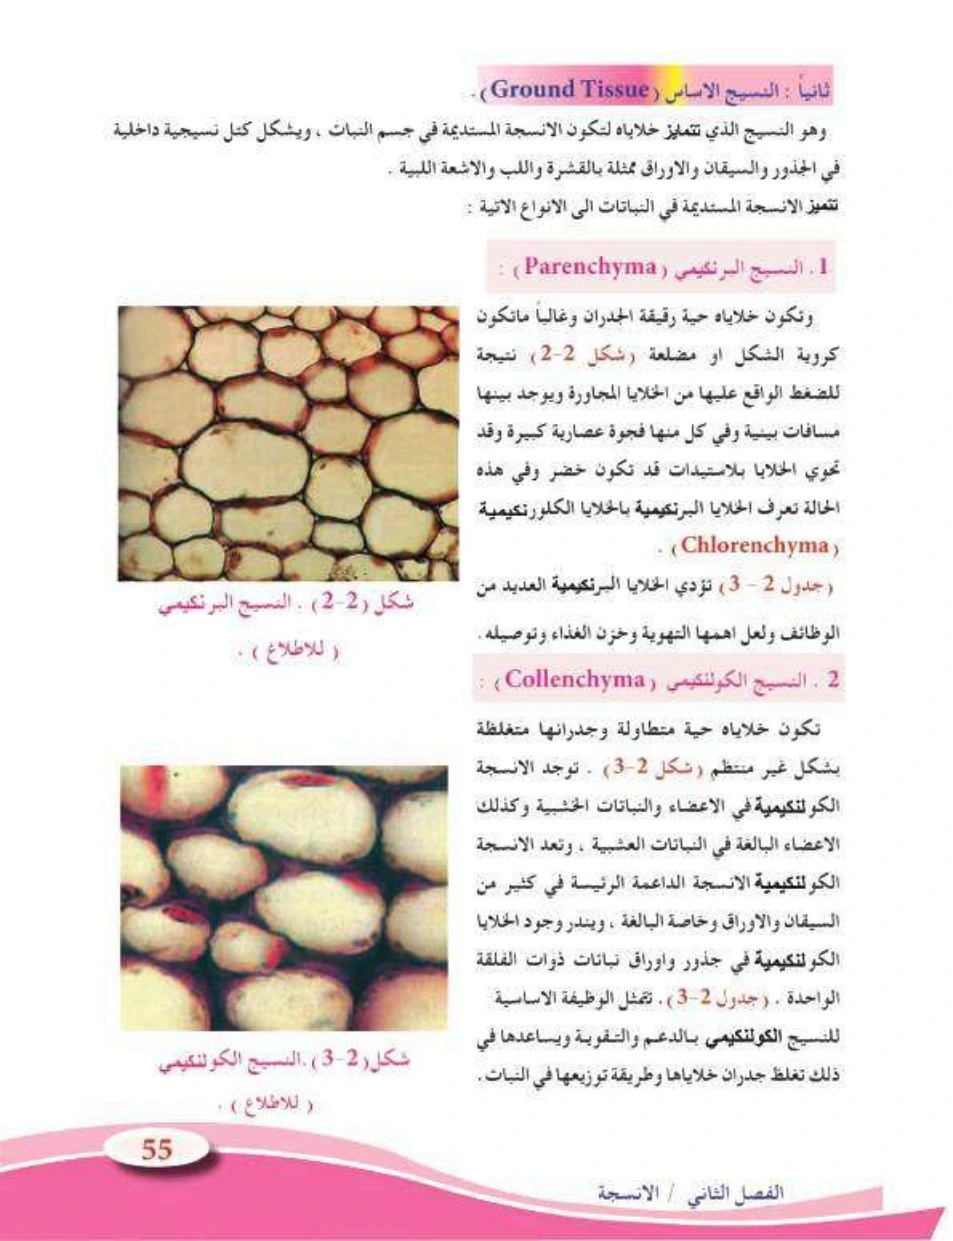 ثانياً : النسيج الاساس ( Ground Tissue ) .
وهو النسيج الذي تتمايز خلاياه لتكون الانسجة المستديمة في جسم النبات ، ويشكل كتل نسيجية داخلية
في الجذور والسيقان والاوراق ممثلة بالقشرة واللب والاشعة اللبية .
تتميز الانسجة المستديمة في النباتات الى الانواع الاتية :
1 . النسيج البرنكيمي ( Parenchyma ) :
وتكون خلاياه حية رقيقة الجدران وغالباً ماتكون
كروية الشكل او مضلعة ( شكل 2-2 ) نتيجة
للضغط الواقع عليها من الخلايا المجاورة ويوجد بينها
مسافات بينية وفي كل منها فجوة عصارية كبيرة وقد
تحوي الخلايا بلاستيدات قد تكون خضر وفي هذه
الحالة تعرف الخلايا البرنكيمية بالخلايا الكلورنكيمية
( Chlorenchyma ) .
( جدول 2 - 3 ) تؤدي الخلايا البرنكيمية العديد من
الوظائف ولعل اهمها التهوية وخزن الغذاء وتوصيله .
شكل ( 2-2 ) . النسيج البرنكيمي
( للاطلاع ) .
2 . النسيج الكولنكيمي ( Collenchyma ) :
تكون خلاياه حية متطاولة وجدرانها متغلظة
بشكل غير منتظم ( شكل 2-3 ) . توجد الانسجة
الكولنكيمية في الاعضاء والنباتات الخشبية وكذلك
الاعضاء البالغة في النباتات العشبية ، وتعد الانسجة
الكولنكيمية الانسجة الداعمة الرئيسة في كثير من
السيقان والاوراق وخاصة البالغة ، ويندر وجود الخلايا
الكولنكيمية في جذور واوراق نباتات ذوات الفلقة
الواحدة . ( جدول 2-3 ) . تتمثل الوظيفة الاساسية
للنسيج الكولنكيمي بالدعم والتقوية ويساعدها في
ذلك تغلظ جدران خلاياها وطريقة توزيعها في النبات .
شكل ( 2-3 ) . النسيج الكولنكيمي
( للاطلاع ) .
55
الفصل الثاني / الانسجة